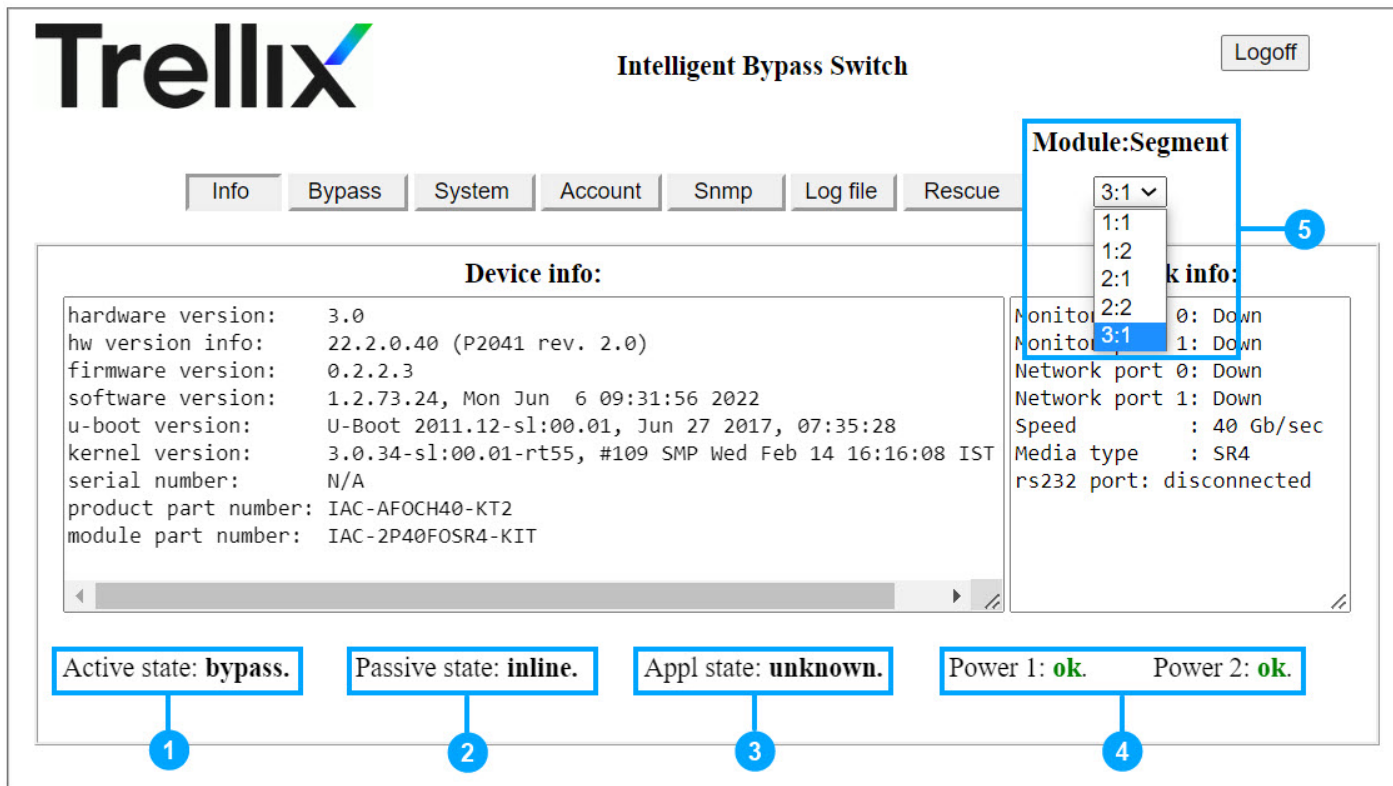 Trellix
Intelligent Bypass Switch
Logoff
Module:Segment
Info Bypass System Account Snmp Log file Rescue 3:1
1:1
1:2
2:1
2:2
3:1
5
Device info: k info:
hardware version: 3.0
hw version info: 22.2.0.40 (P2041 rev. 2.0)
firmware version: 0.2.2.3
software version: 1.2.73.24, Mon Jun 6 09:31:56 2022
u-boot version: U-Boot 2011.12-sl:00.01, Jun 27 2017, 07:35:28
kernel version: 3.0.34-sl:00.01-rt55, #109 SMP Wed Feb 14 16:16:08 IST
serial number: N/A
product part number: IAC-AFOCH40-KT2
module part number: IAC-2P40FOSR4-KIT
Monito 0: Down
Monito 1: Down
Network port 0: Down
Network port 1: Down
Speed : 40 Gb/sec
Media type : SR4
rs232 port: disconnected
Active state: bypass. Passive state: inline. Appl state: unknown. Power 1: ok. Power 2: ok.
1 2 3 4